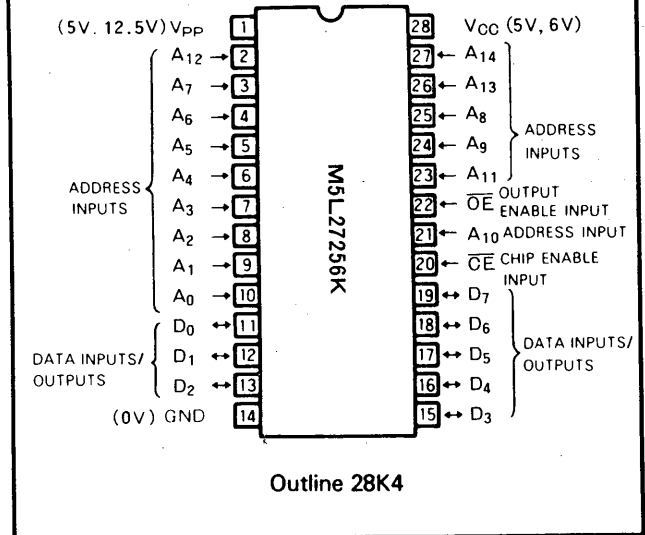 (5V. 12.5V) VPP 1
A12 → 2
A7 → 3
A6 → 4
A5 → 5
A4 → 6
A3 → 7
A2 → 8
A1 → 9
A0 → 10
ADDRESS
INPUTS
D0 ↔ 11
D1 ↔ 12
D2 ↔ 13
DATA INPUTS/
OUTPUTS
(0V) GND 14
M5L27256K
28 VCC (5V, 6V)
27 ← A14
26 ← A13
25 ← A8
24 ← A9
23 ← A11
ADDRESS
INPUTS
22 ← OE OUTPUT
ENABLE INPUT
21 ← A10 ADDRESS INPUT
20 ← CE CHIP ENABLE
INPUT
19 ↔ D7
18 ↔ D6
17 ↔ D5
16 ↔ D4
15 ↔ D3
DATA INPUTS/
OUTPUTS
Outline 28K4